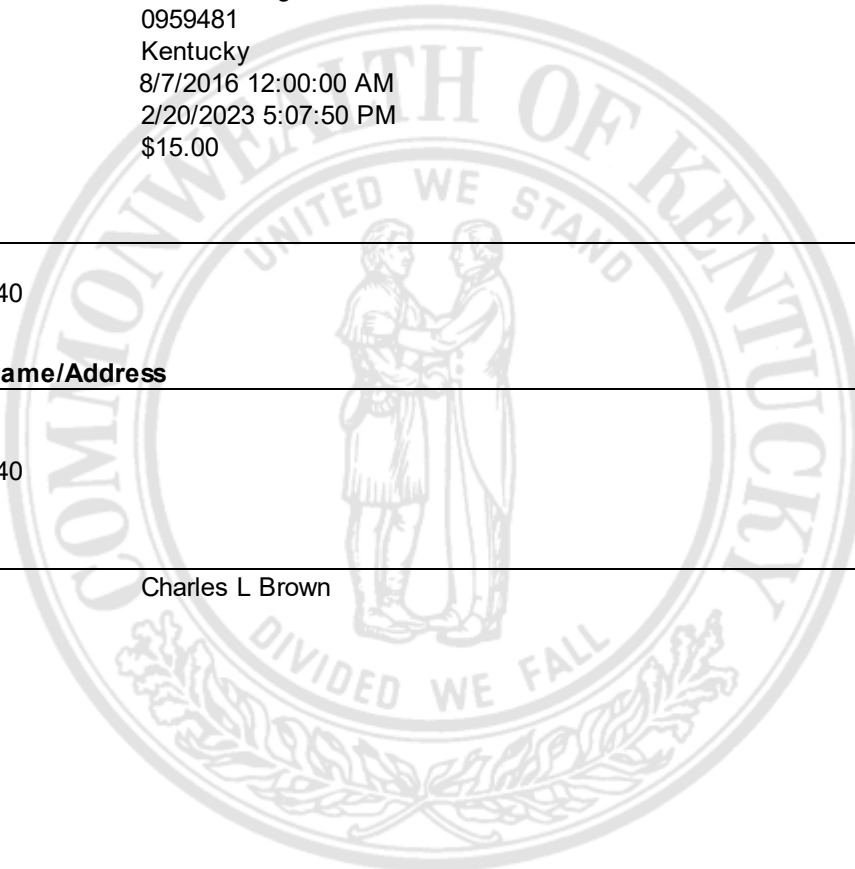 0959481
Kentucky
8/7/2016 12:00:00 AM
2/20/2023 5:07:50 PM
$15.00
40
ame/Address
40
Charles L Brown
COMMONWEALTH OF KENTUCKY
UNITED WE STAND
DIVIDED WE FALL